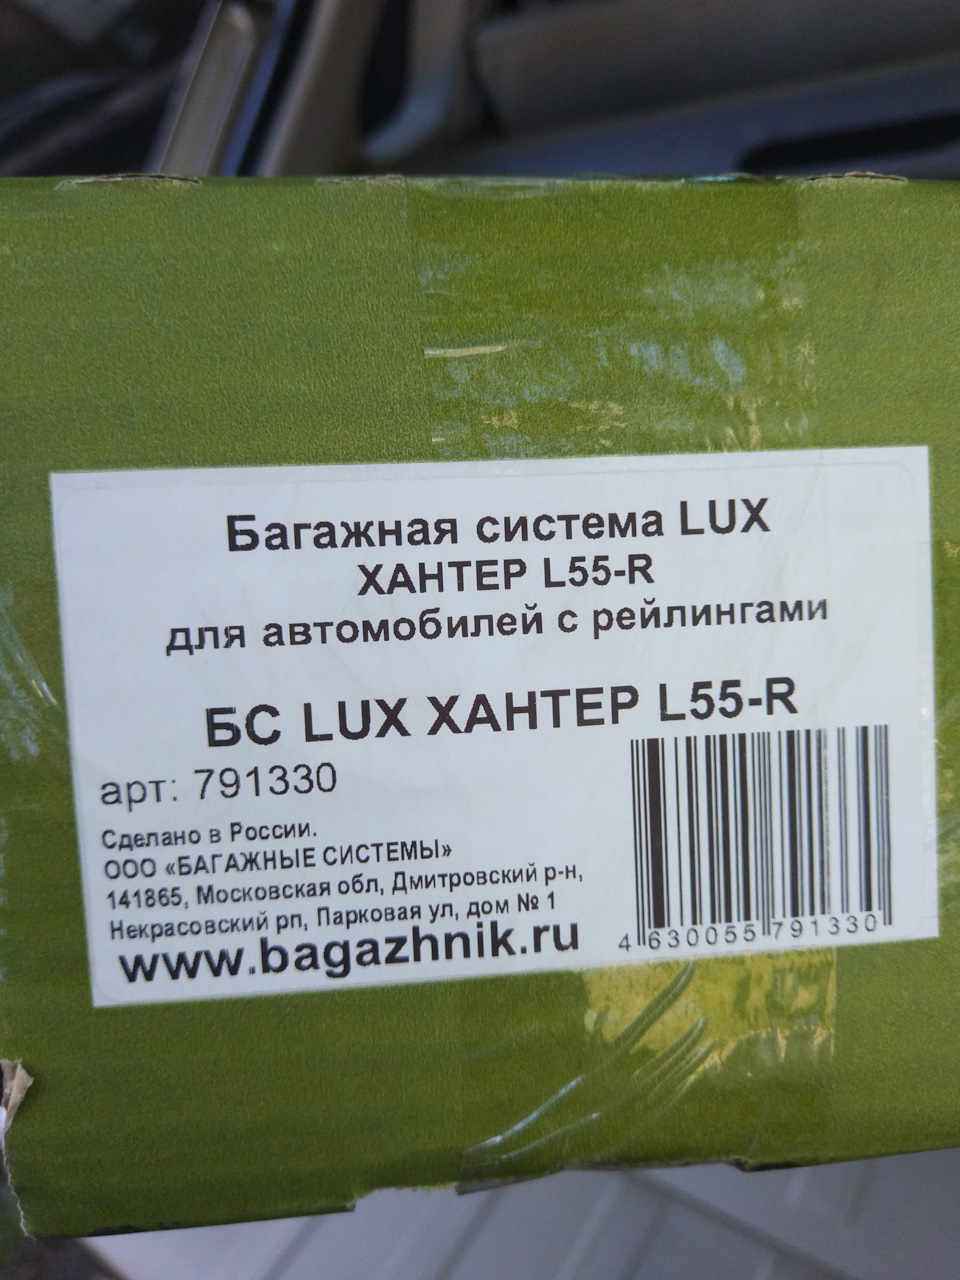 Багажная система LUX
ХАНТЕР L55-R
для автомобилей с рейлингами
БС LUX ХАНТЕР L55-R
арт: 791330
Сделано в России.
ООО «БАГАЖНЫЕ СИСТЕМЫ»
141865, Московская обл, Дмитровский р-н,
Некрасовский рп, Парковая ул, дом № 1
www.bagazhnik.ru
4 630055 791330